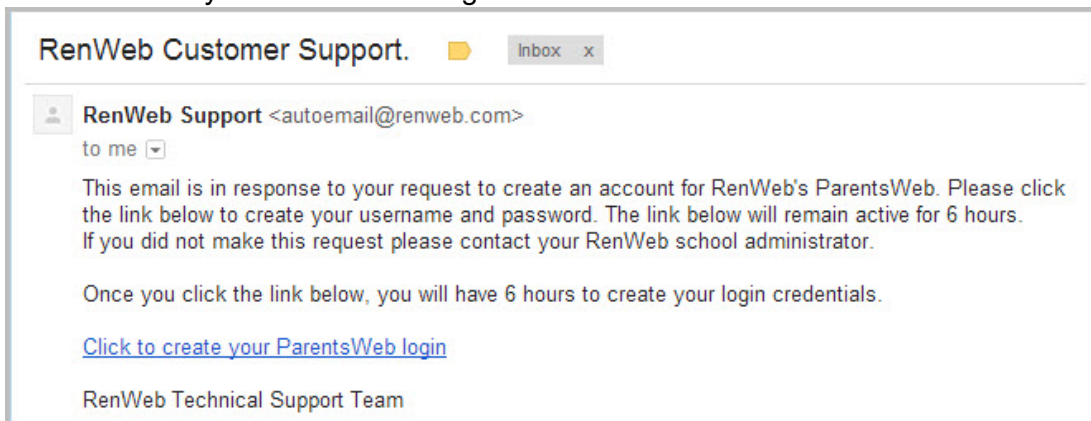 RenWeb Customer Support. Inbox x
RenWeb Support <autoemail@renweb.com>
to me
This email is in response to your request to create an account for RenWeb's ParentsWeb. Please click
the link below to create your username and password. The link below will remain active for 6 hours.
If you did not make this request please contact your RenWeb school administrator.
Once you click the link below, you will have 6 hours to create your login credentials.
Click to create your ParentsWeb login
RenWeb Technical Support Team